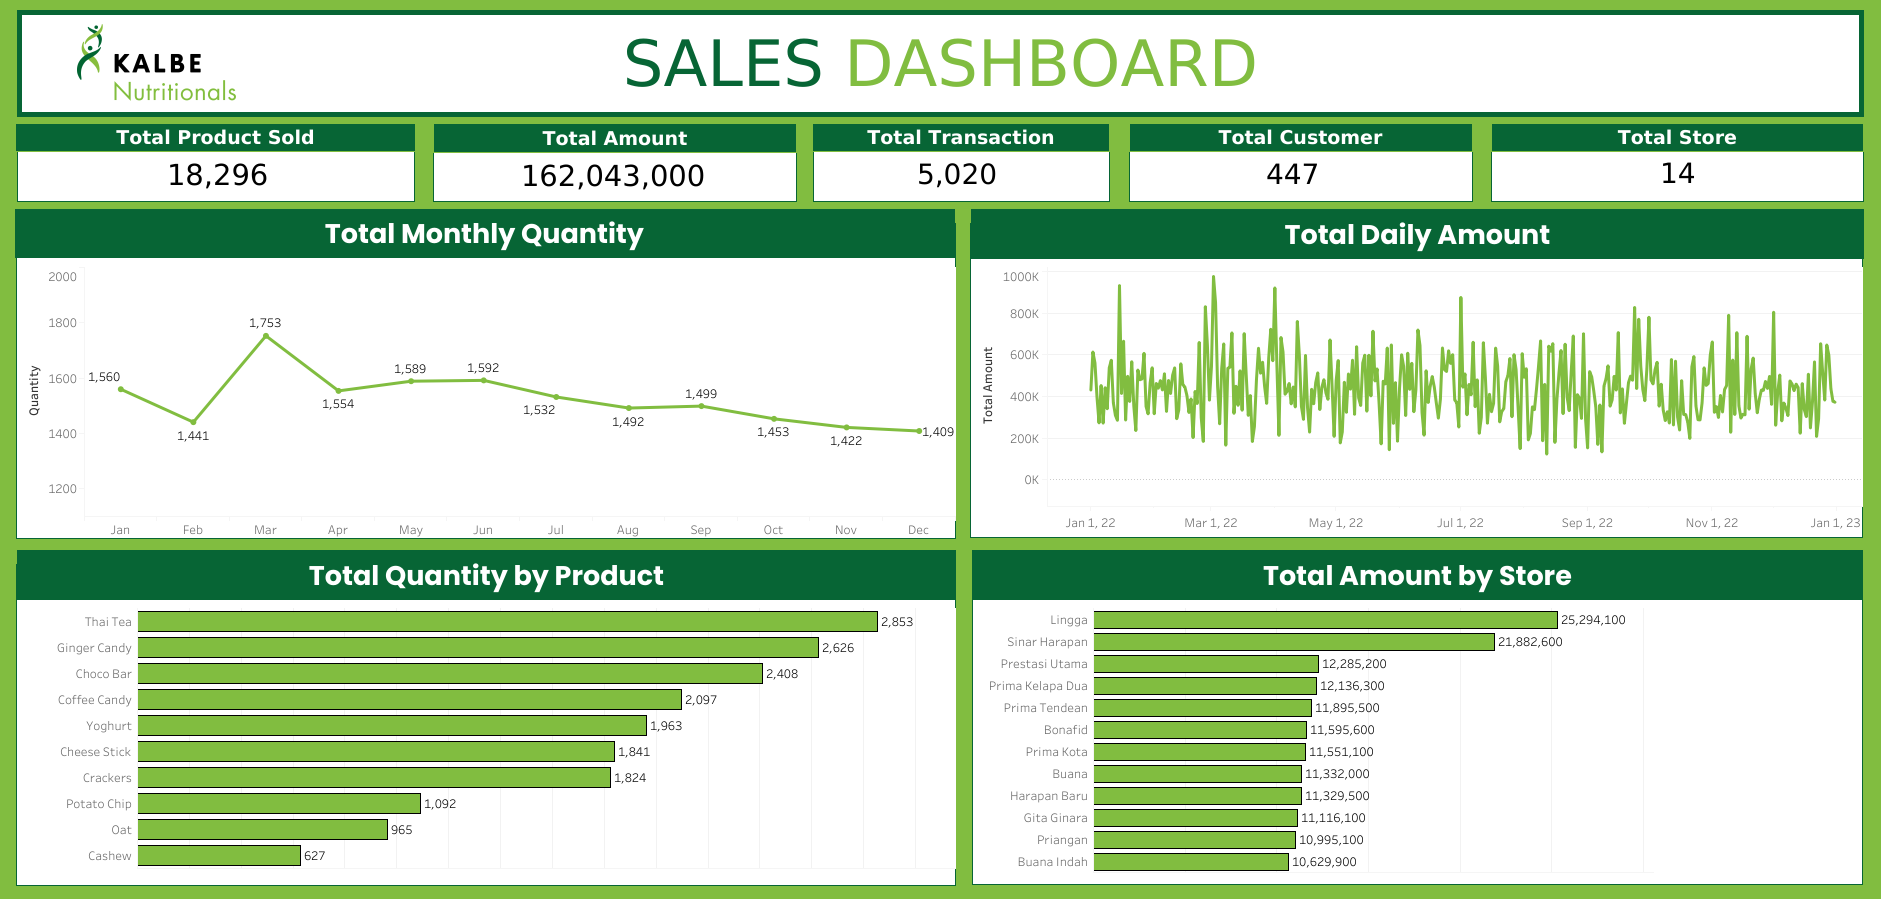 KALBE
Nutritionals
SALES DASHBOARD
Total Product Sold
18,296
Total Amount
162,043,000
Total Transaction
5,020
Total Customer
447
Total Store
14
Total Monthly Quantity
Quantity
2000
1800
1600
1400
1200
1,560
1,441
1,753
1,554
1,589
1,592
1,532
1,492
1,499
1,453
1,422
1,409
Jan Feb Mar Apr May Jun Jul Aug Sep Oct Nov Dec
Total Daily Amount
Total Amount
1000K
800K
600K
400K
200K
0K
Jan 1, 22 Mar 1, 22 May 1, 22 Jul 1, 22 Sep 1, 22 Nov 1, 22 Jan 1, 23
Total Quantity by Product
Thai Tea 2,853
Ginger Candy 2,626
Choco Bar 2,408
Coffee Candy 2,097
Yoghurt 1,963
Cheese Stick 1,841
Crackers 1,824
Potato Chip 1,092
Oat 965
Cashew 627
Total Amount by Store
Lingga 25,294,100
Sinar Harapan 21,882,600
Prestasi Utama 12,285,200
Prima Kelapa Dua 12,136,300
Prima Tendean 11,895,500
Bonafid 11,595,600
Prima Kota 11,551,100
Buana 11,332,000
Harapan Baru 11,329,500
Gita Ginara 11,116,100
Priangan 10,995,100
Buana Indah 10,629,900